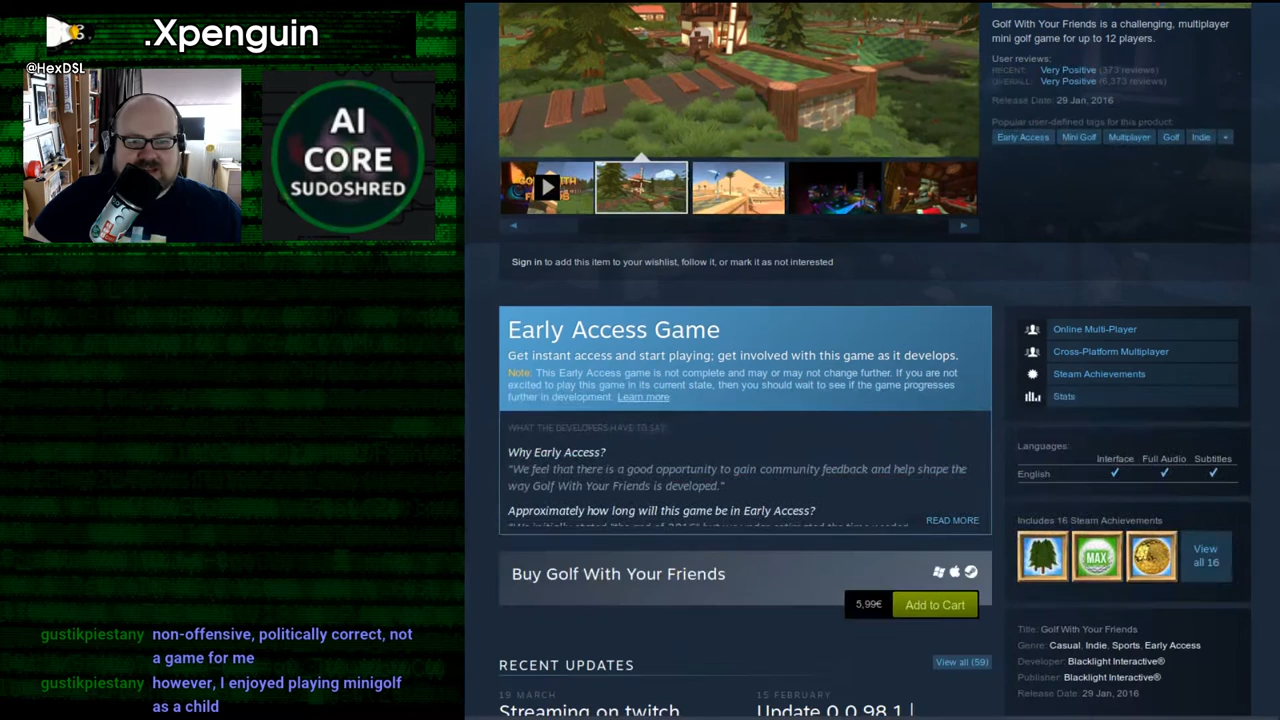 .Xpenguin
@HexDSL
AI
CORE
SUDOSHRED
gustikpiestany non-offensive, politically correct, not
a game for me
gustikpiestany however, I enjoyed playing minigolf
as a child
Golf With Your Friends is a challenging, multiplayer
mini golf game for up to 12 players.
User reviews:
RECENT: Very Positive (373 reviews)
OVERALL: Very Positive (6,373 reviews)
Release Date: 29 Jan, 2016
Popular user-defined tags for this product:
Early Access Mini Golf Multiplayer Golf Indie +
Sign in to add this item to your wishlist, follow it, or mark it as not interested
Early Access Game
Get instant access and start playing; get involved with this game as it develops.
Note: This Early Access game is not complete and may or may not change further. If you are not
excited to play this game in its current state, then you should wait to see if the game progresses
further in development. Learn more
WHAT THE DEVELOPERS HAVE TO SAY:
Why Early Access?
“We feel that there is a good opportunity to gain community feedback and help shape the
way Golf With Your Friends is developed.”
Approximately how long will this game be in Early Access?
READ MORE
Buy Golf With Your Friends
5,99€ Add to Cart
RECENT UPDATES
View all (59)
19 MARCH
Streaming on twitch
15 FEBRUARY
Update 0.0.98.1 |
Online Multi-Player
Cross-Platform Multiplayer
Steam Achievements
Stats
Languages:
Interface Full Audio Subtitles
English ✓ ✓ ✓
Includes 16 Steam Achievements
MAX
View
all 16
Title: Golf With Your Friends
Genre: Casual, Indie, Sports, Early Access
Developer: Blacklight Interactive®
Publisher: Blacklight Interactive®
Release Date: 29 Jan, 2016